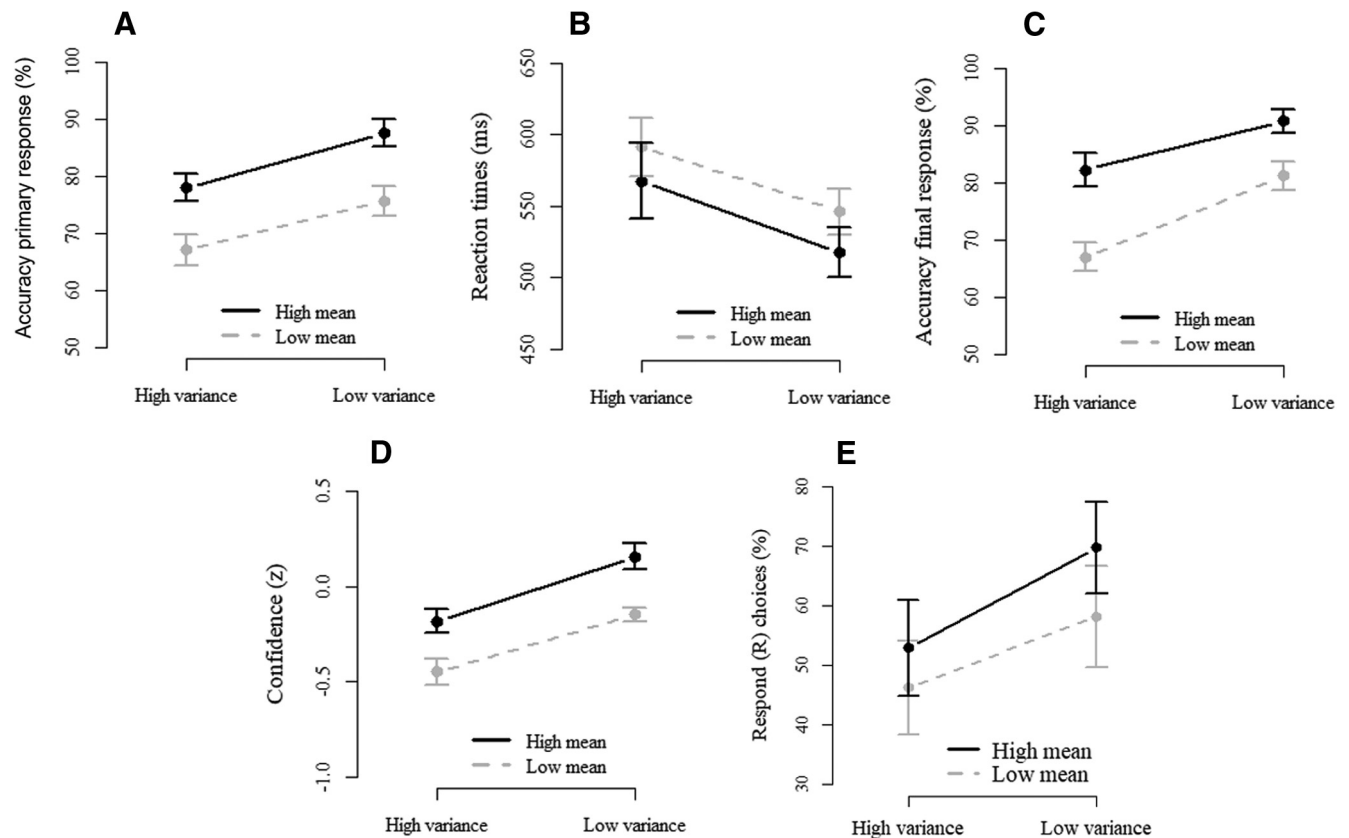 A
Accuracy primary response (%)
100
90
80
70
60
50
High mean
Low mean
High variance
Low variance
B
Reaction times (ms)
650
600
550
500
450
High mean
Low mean
High variance
Low variance
C
Accuracy final response (%)
100
90
80
70
60
50
High mean
Low mean
High variance
Low variance
D
Confidence (z)
0.5
0.0
-0.5
-1.0
High mean
Low mean
High variance
Low variance
E
Respond (R) choices (%)
80
70
60
50
40
30
High mean
Low mean
High variance
Low variance